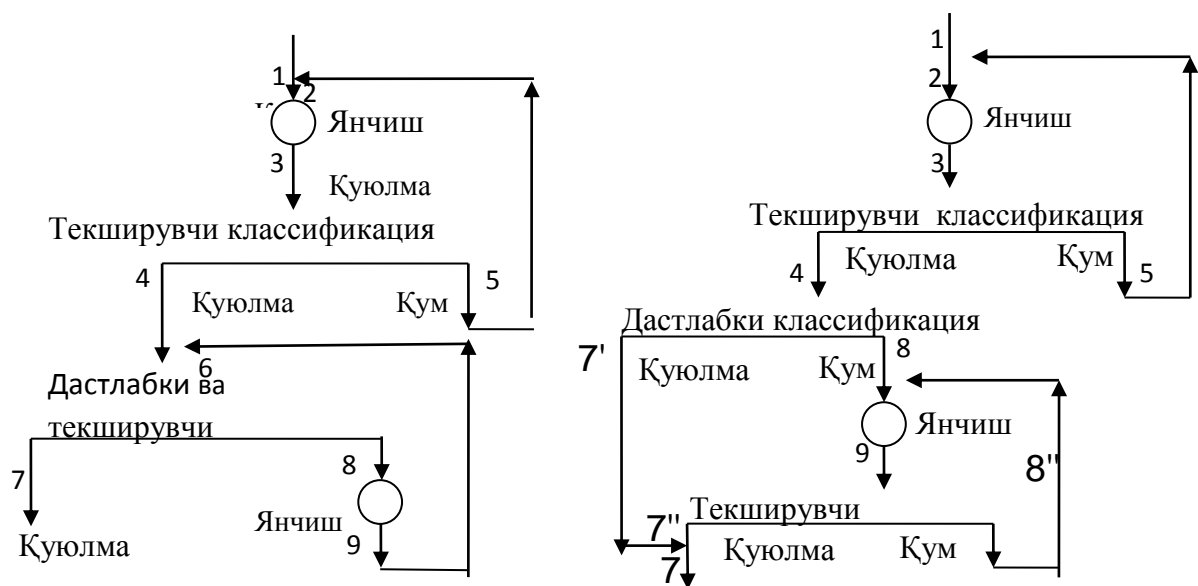 1
2
Янчиш
3
Қуюлма
Текширувчи классификация
4
5
Қуюлма
Қум
6
Дастлабки ва
текширувчи
7
8
Янчиш
9
Қуюлма
1
2
Янчиш
3
Текширувчи классификация
4
Қуюлма
Қум
5
Дастлабки классификация
7'
8
Қуюлма
Қум
Янчиш
9
8"
Текширувчи
7"
Қуюлма
Қум
7